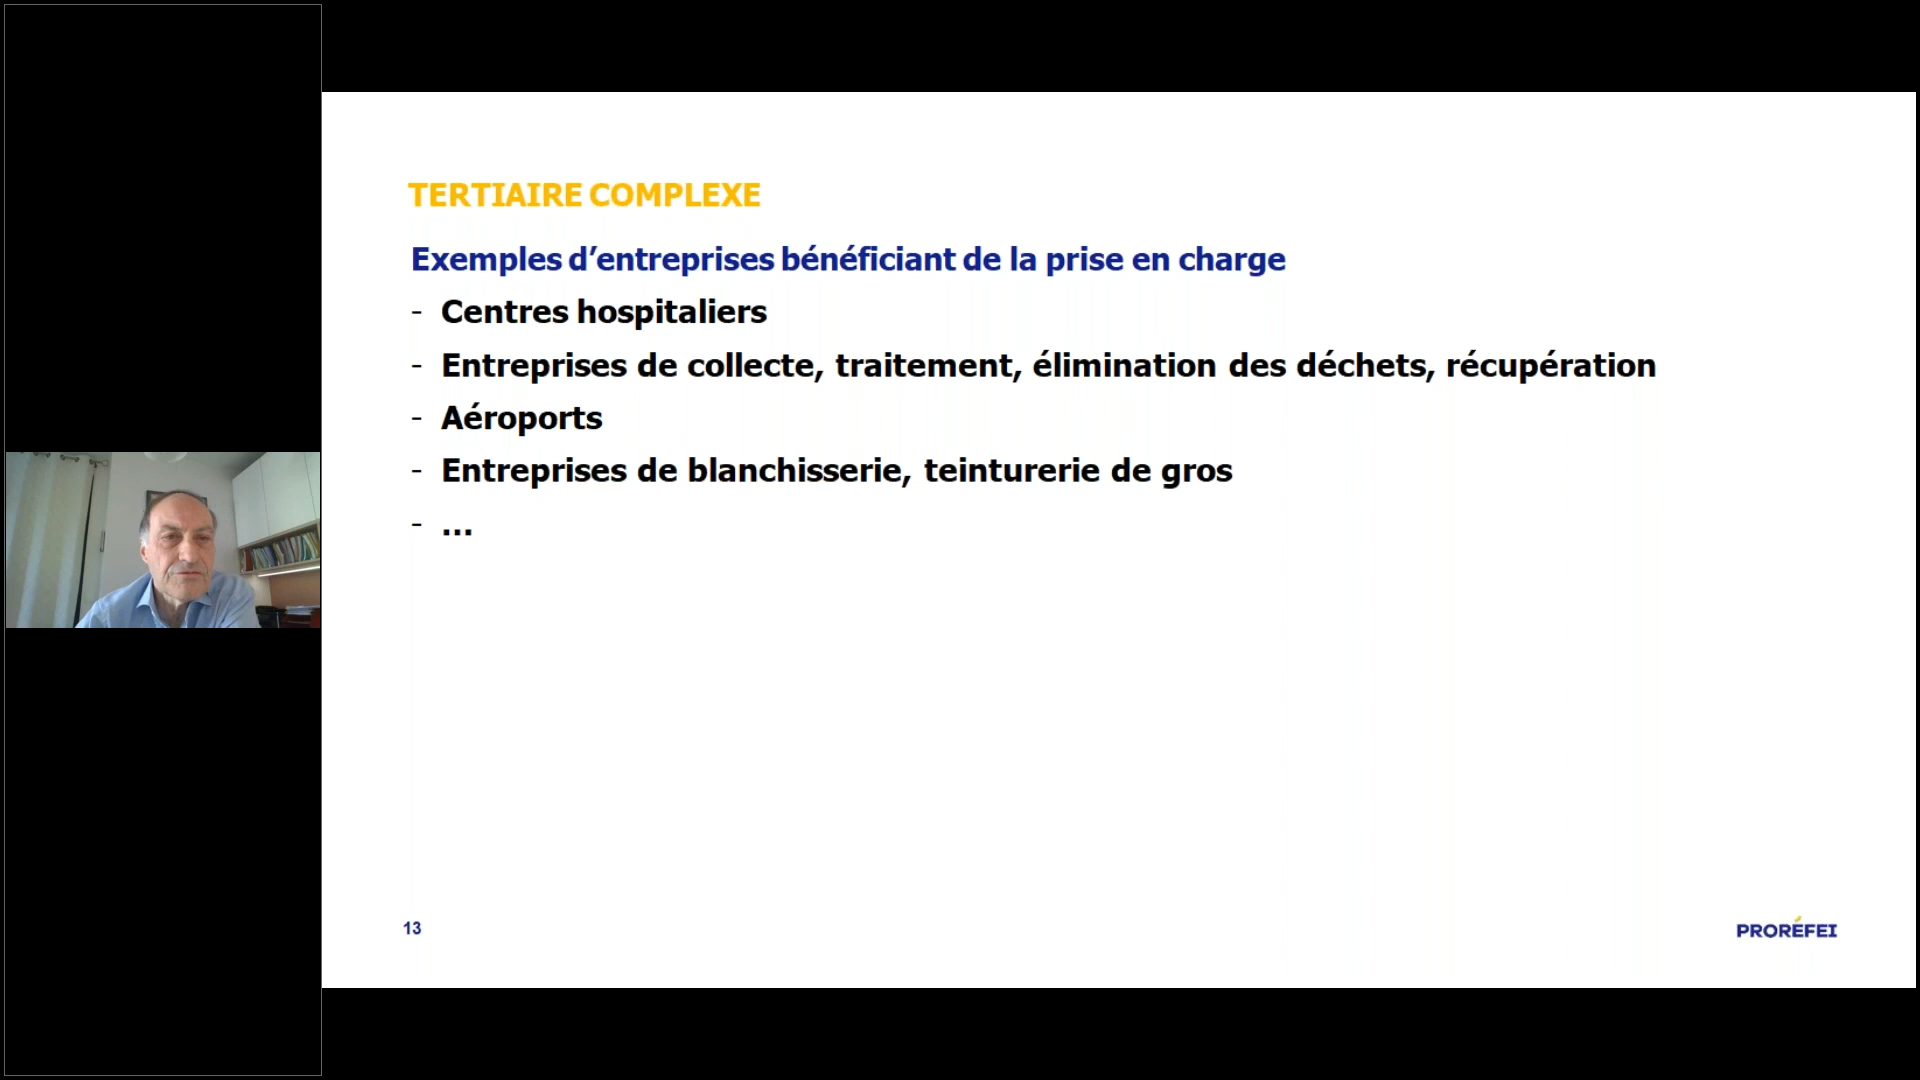 TERTIAIRE COMPLEXE
Exemples d’entreprises bénéficiant de la prise en charge
- Centres hospitaliers
- Entreprises de collecte, traitement, élimination des déchets, récupération
- Aéroports
- Entreprises de blanchisserie, teinturerie de gros
- ...
13
PRORÉFEI